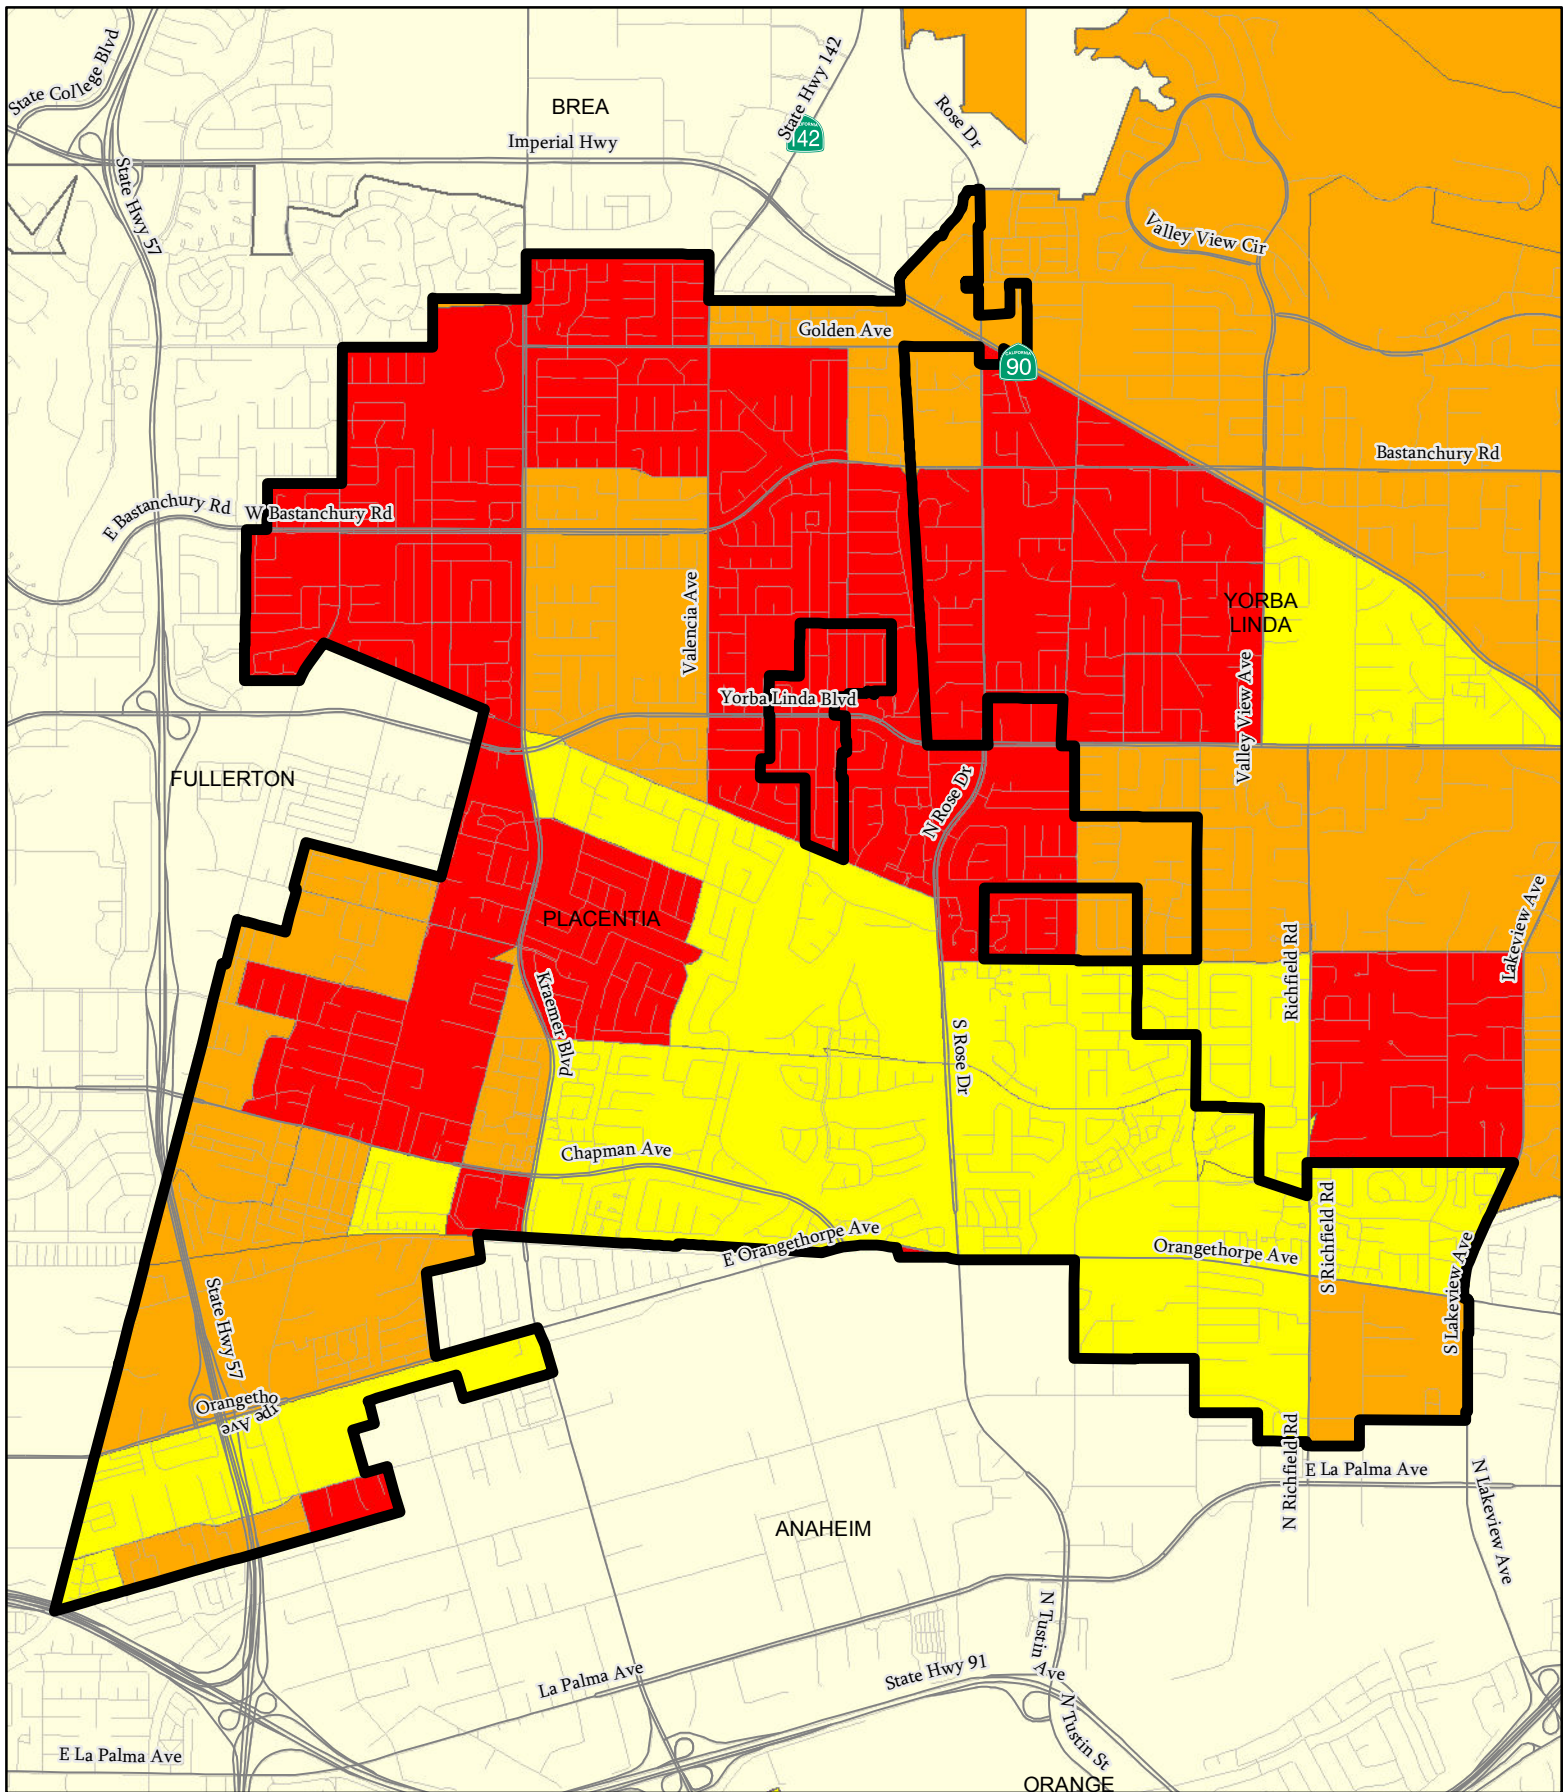 State College Blvd
BREA
State Hwy 142
CALIFORNIA
142
Imperial Hwy
Rose Dr
State Hwy 57
Valley View Cir
Golden Ave
CALIFORNIA
90
Bastanchury Rd
E Bastanchury Rd
W Bastanchury Rd
Valencia Ave
YORBA
LINDA
Yorba Linda Blvd
Valley View Ave
FULLERTON
N Rose Dr
PLACENTIA
Lakeview Ave
Richfield Rd
Kraemer Blvd
S Rose Dr
Chapman Ave
E Orangethorpe Ave
Orangethorpe Ave
S Richfield Rd
S Lakeview Ave
State Hwy 57
Orangetho
rpe Ave
N Richfield Rd
E La Palma Ave
N Lakeview Ave
ANAHEIM
N Tustin
Ave
La Palma Ave
State Hwy 91
N Tustin St
E La Palma Ave
ORANGE